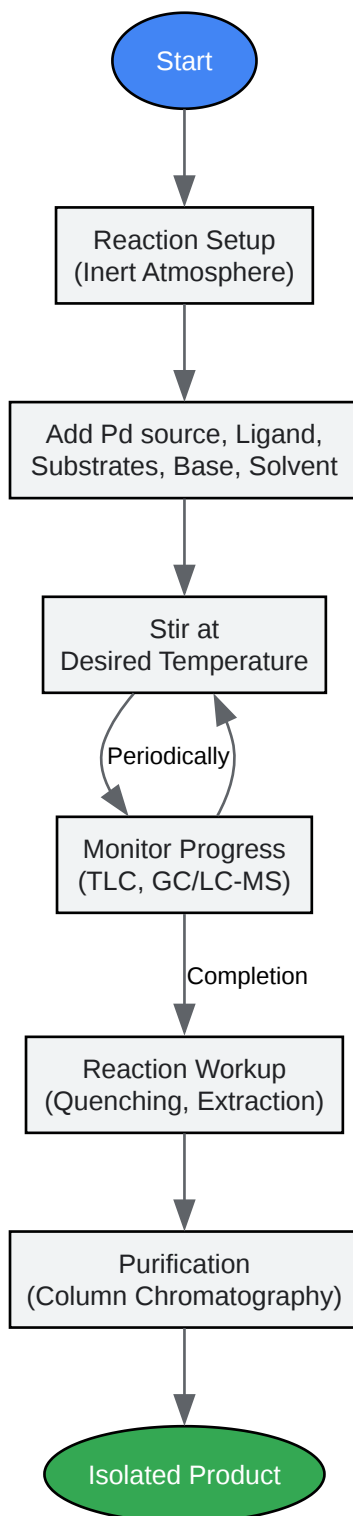 Start
Reaction Setup
(Inert Atmosphere)
Add Pd source, Ligand,
Substrates, Base, Solvent
Stir at
Desired Temperature
Periodically
Monitor Progress
(TLC, GC/LC-MS)
Completion
Reaction Workup
(Quenching, Extraction)
Purification
(Column Chromatography)
Isolated Product